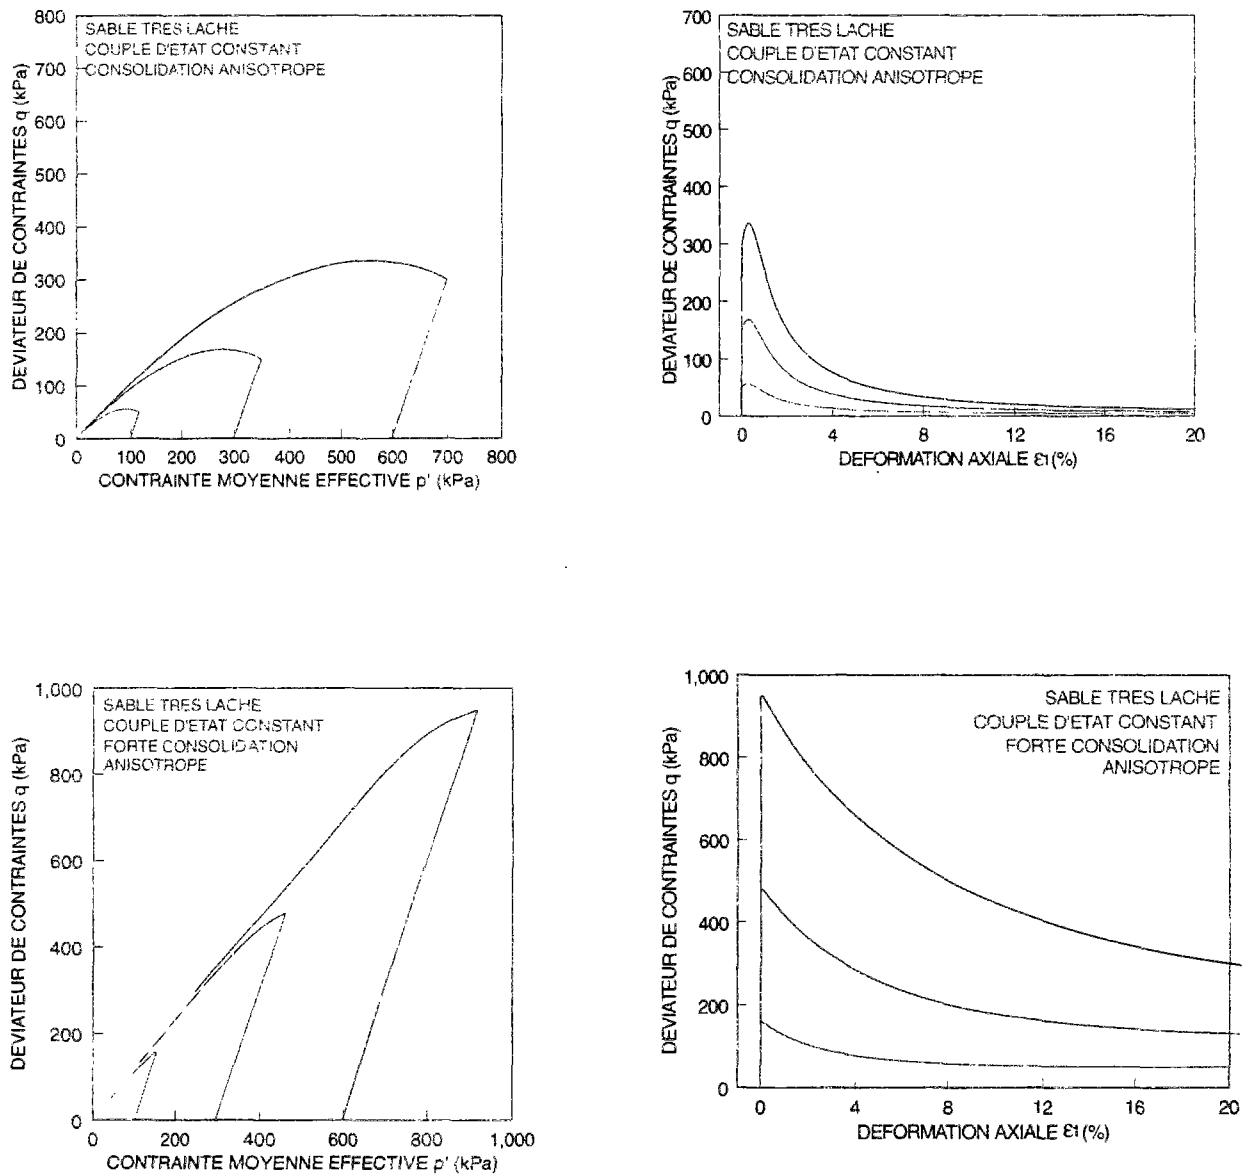 SABLE TRES LACHE
COUPLE D'ETAT CONSTANT
CONSOLIDATION ANISOTROPE
DEVIATEUR DE CONTRAINTES q (kPa)
800
700
600
500
400
300
200
100
0
0 100 200 300 400 500 600 700 800
CONTRAINTE MOYENNE EFFECTIVE p' (kPa)
SABLE TRES LACHE
COUPLE D'ETAT CONSTANT
CONSOLIDATION ANISOTROPE
DEVIATEUR DE CONTRAINTES q (kPa)
700
600
500
400
300
200
100
0
0 4 8 12 16 20
DEFORMATION AXIALE ε1 (%)
SABLE TRES LACHE
COUPLE D'ETAT CONSTANT
FORTE CONSOLIDATION
ANISOTROPE
DEVIATEUR DE CONTRAINTES q (kPa)
1,000
800
600
400
200
0
0 200 400 600 800 1,000
CONTRAINTE MOYENNE EFFECTIVE p' (kPa)
SABLE TRES LACHE
COUPLE D'ETAT CONSTANT
FORTE CONSOLIDATION
ANISOTROPE
DEVIATEUR DE CONTRAINTES q (kPa)
1,000
800
600
400
200
0
0 4 8 12 16 20
DEFORMATION AXIALE ε1 (%)